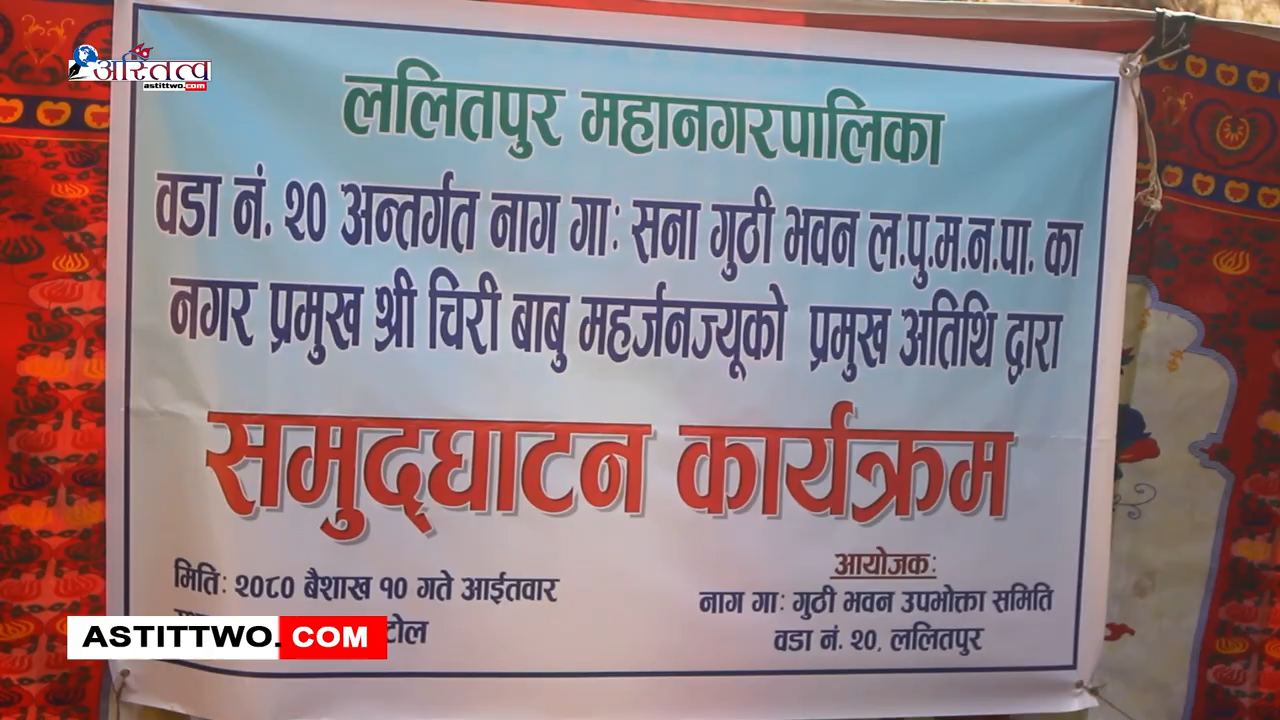 अस्तित्व
astittwo.com
ललितपुर महानगरपालिका
वडा नं. २० अन्तर्गत नाग गाः सना गुठी भवन ल.पु.म.न.पा. का
नगर प्रमुख श्री चिरी बाबु महर्जनज्यूको प्रमुख अतिथि द्वारा
समुद्घाटन कार्यक्रम
मितिः २०८० बैशाख १० गते आईतवार
टोल
आयोजकः
नाग गाः गुठी भवन उपभोक्ता समिति
वडा नं. २०, ललितपुर
ASTITTWO.COM